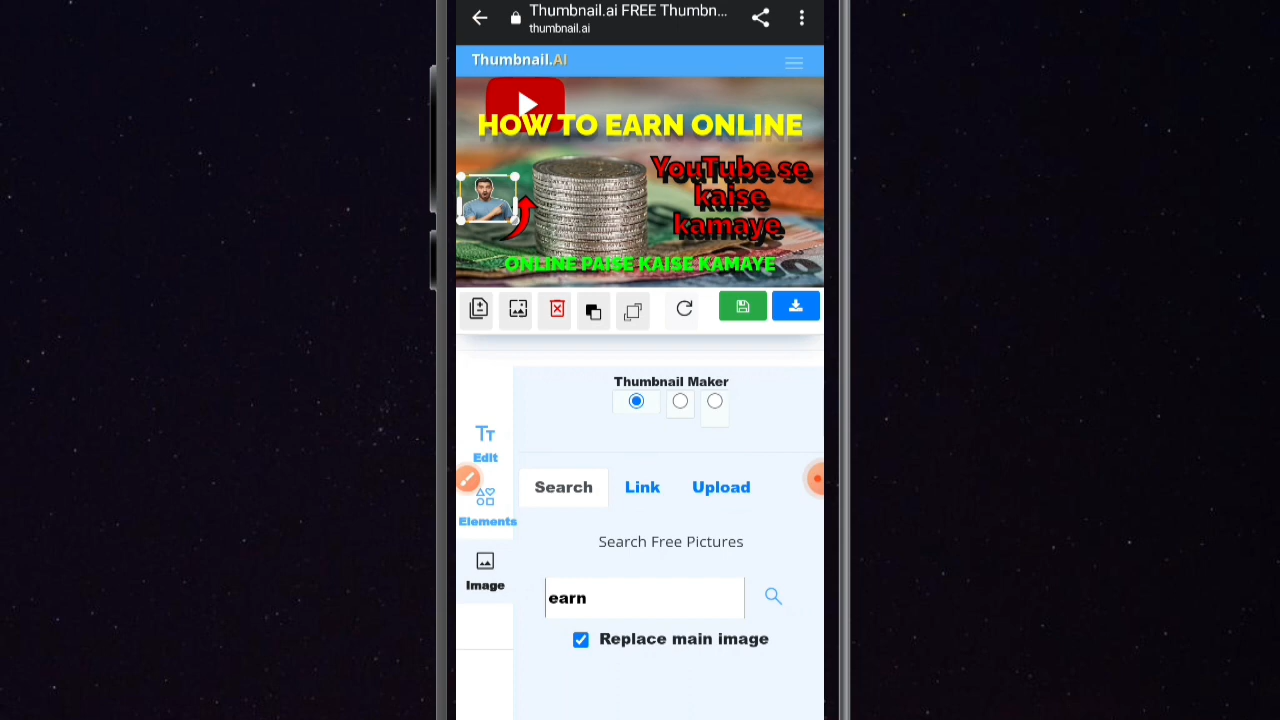 Thumbnail.ai FREE Thumbn...
thumbnail.ai
Thumbnail.AI
HOW TO EARN ONLINE
YouTube se
kaise
kamaye
ONLINE PAISE KAISE KAMAYE
Thumbnail Maker
Tt
Edit
Elements
Image
Search
Link
Upload
Search Free Pictures
earn
Replace main image